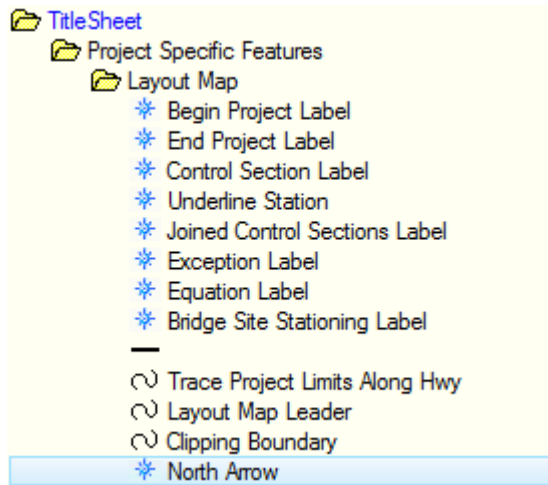 TitleSheet
Project Specific Features
Layout Map
Begin Project Label
End Project Label
Control Section Label
Underline Station
Joined Control Sections Label
Exception Label
Equation Label
Bridge Site Stationing Label
Trace Project Limits Along Hwy
Layout Map Leader
Clipping Boundary
North Arrow